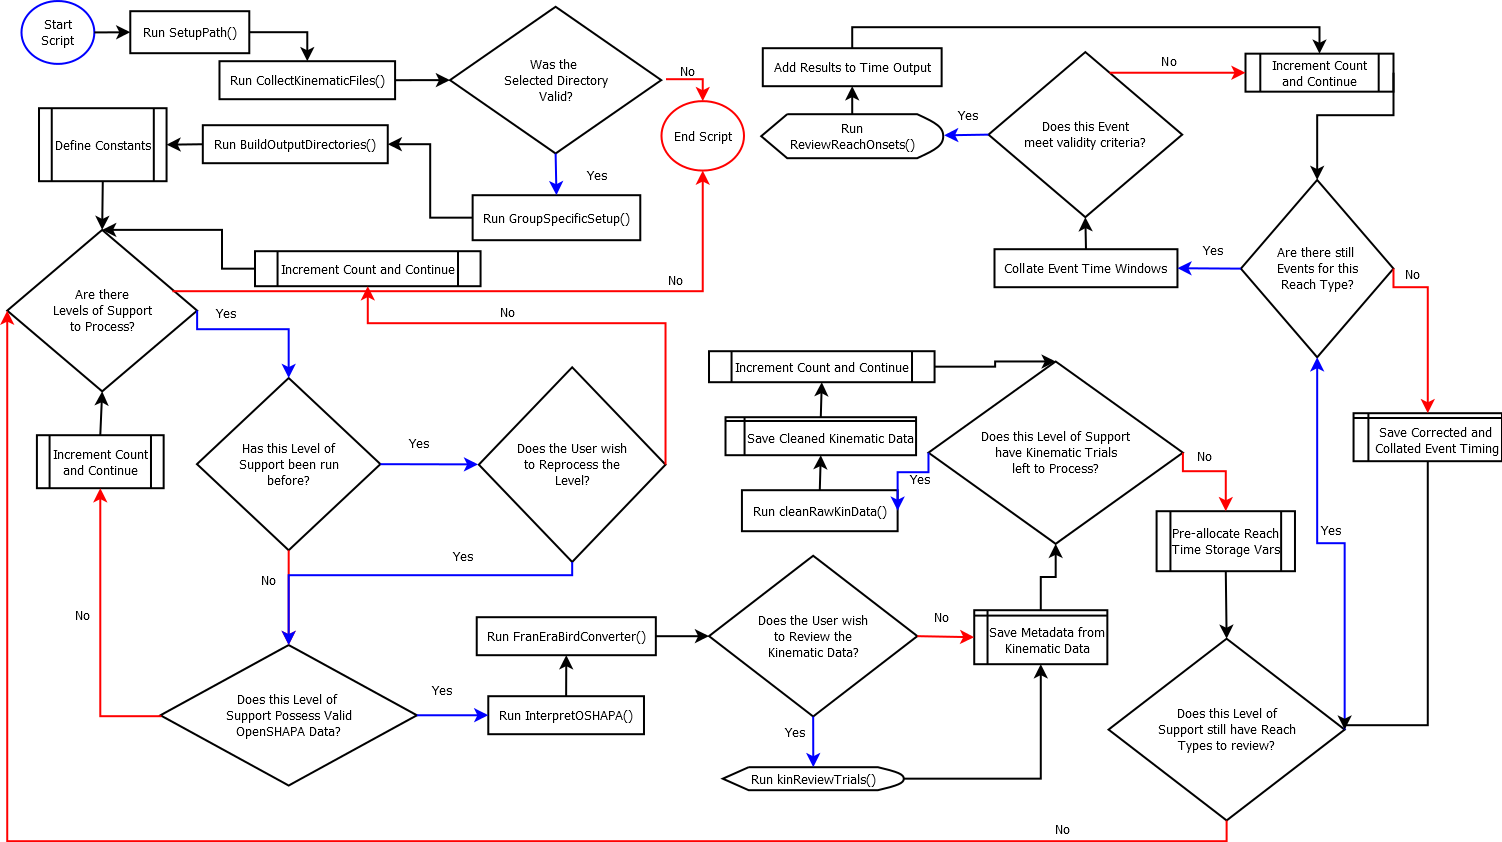 Start
Script
Run SetupPath()
Run CollectKinematicFiles()
Was the
Selected Directory
Valid?
No
End Script
Yes
Run GroupSpecificSetup()
Run BuildOutputDirectories()
Define Constants
Increment Count and Continue
Are there
Levels of Support
to Process?
No
Yes
No
Has this Level of
Support been run
before?
Yes
Does the User wish
to Reprocess the
Level?
Increment Count
and Continue
Yes
No
No
Does this Level of
Support Possess Valid
OpenSHAPA Data?
Yes
Run InterpretOSHAPA()
Run FranEraBirdConverter()
Does the User wish
to Review the
Kinematic Data?
No
Yes
Run kinReviewTrials()
Save Metadata from
Kinematic Data
Does this Level of Support
have Kinematic Trials
left to Process?
Yes
Run cleanRawKinData()
Save Cleaned Kinematic Data
Increment Count and Continue
No
Pre-allocate Reach
Time Storage Vars
Does this Level of
Support still have Reach
Types to review?
No
Yes
Are there still
Events for this
Reach Type?
No
Save Corrected and
Collated Event Timing
Yes
Collate Event Time Windows
Does this Event
meet validity criteria?
Yes
Run
ReviewReachOnsets()
Add Results to Time Output
No
Increment Count
and Continue